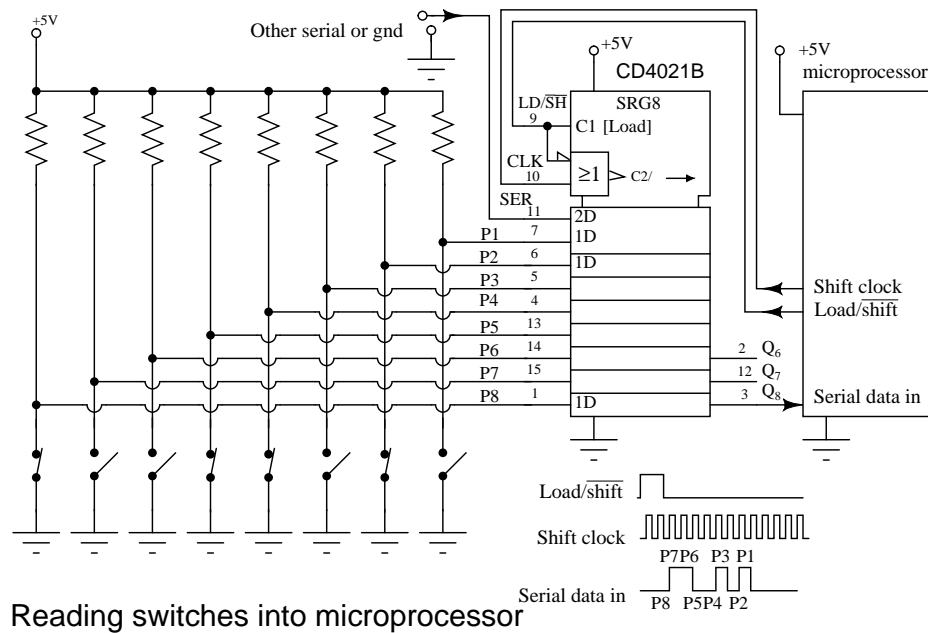 +5V
Other serial or gnd
+5V
CD4021B
+5V
microprocessor
LD/SH
9
SRG8
C1 [Load]
CLK
10
≥1
C2/
SER
11
2D
P1
7
1D
P2
6
1D
P3
5
P4
4
P5
13
P6
14
P7
15
P8
1
1D
2
Q6
12
Q7
3
Q8
Shift clock
Load/shift
Serial data in
Load/shift
Shift clock
P7P6 P3 P1
Serial data in
P8 P5P4 P2
Reading switches into microprocessor